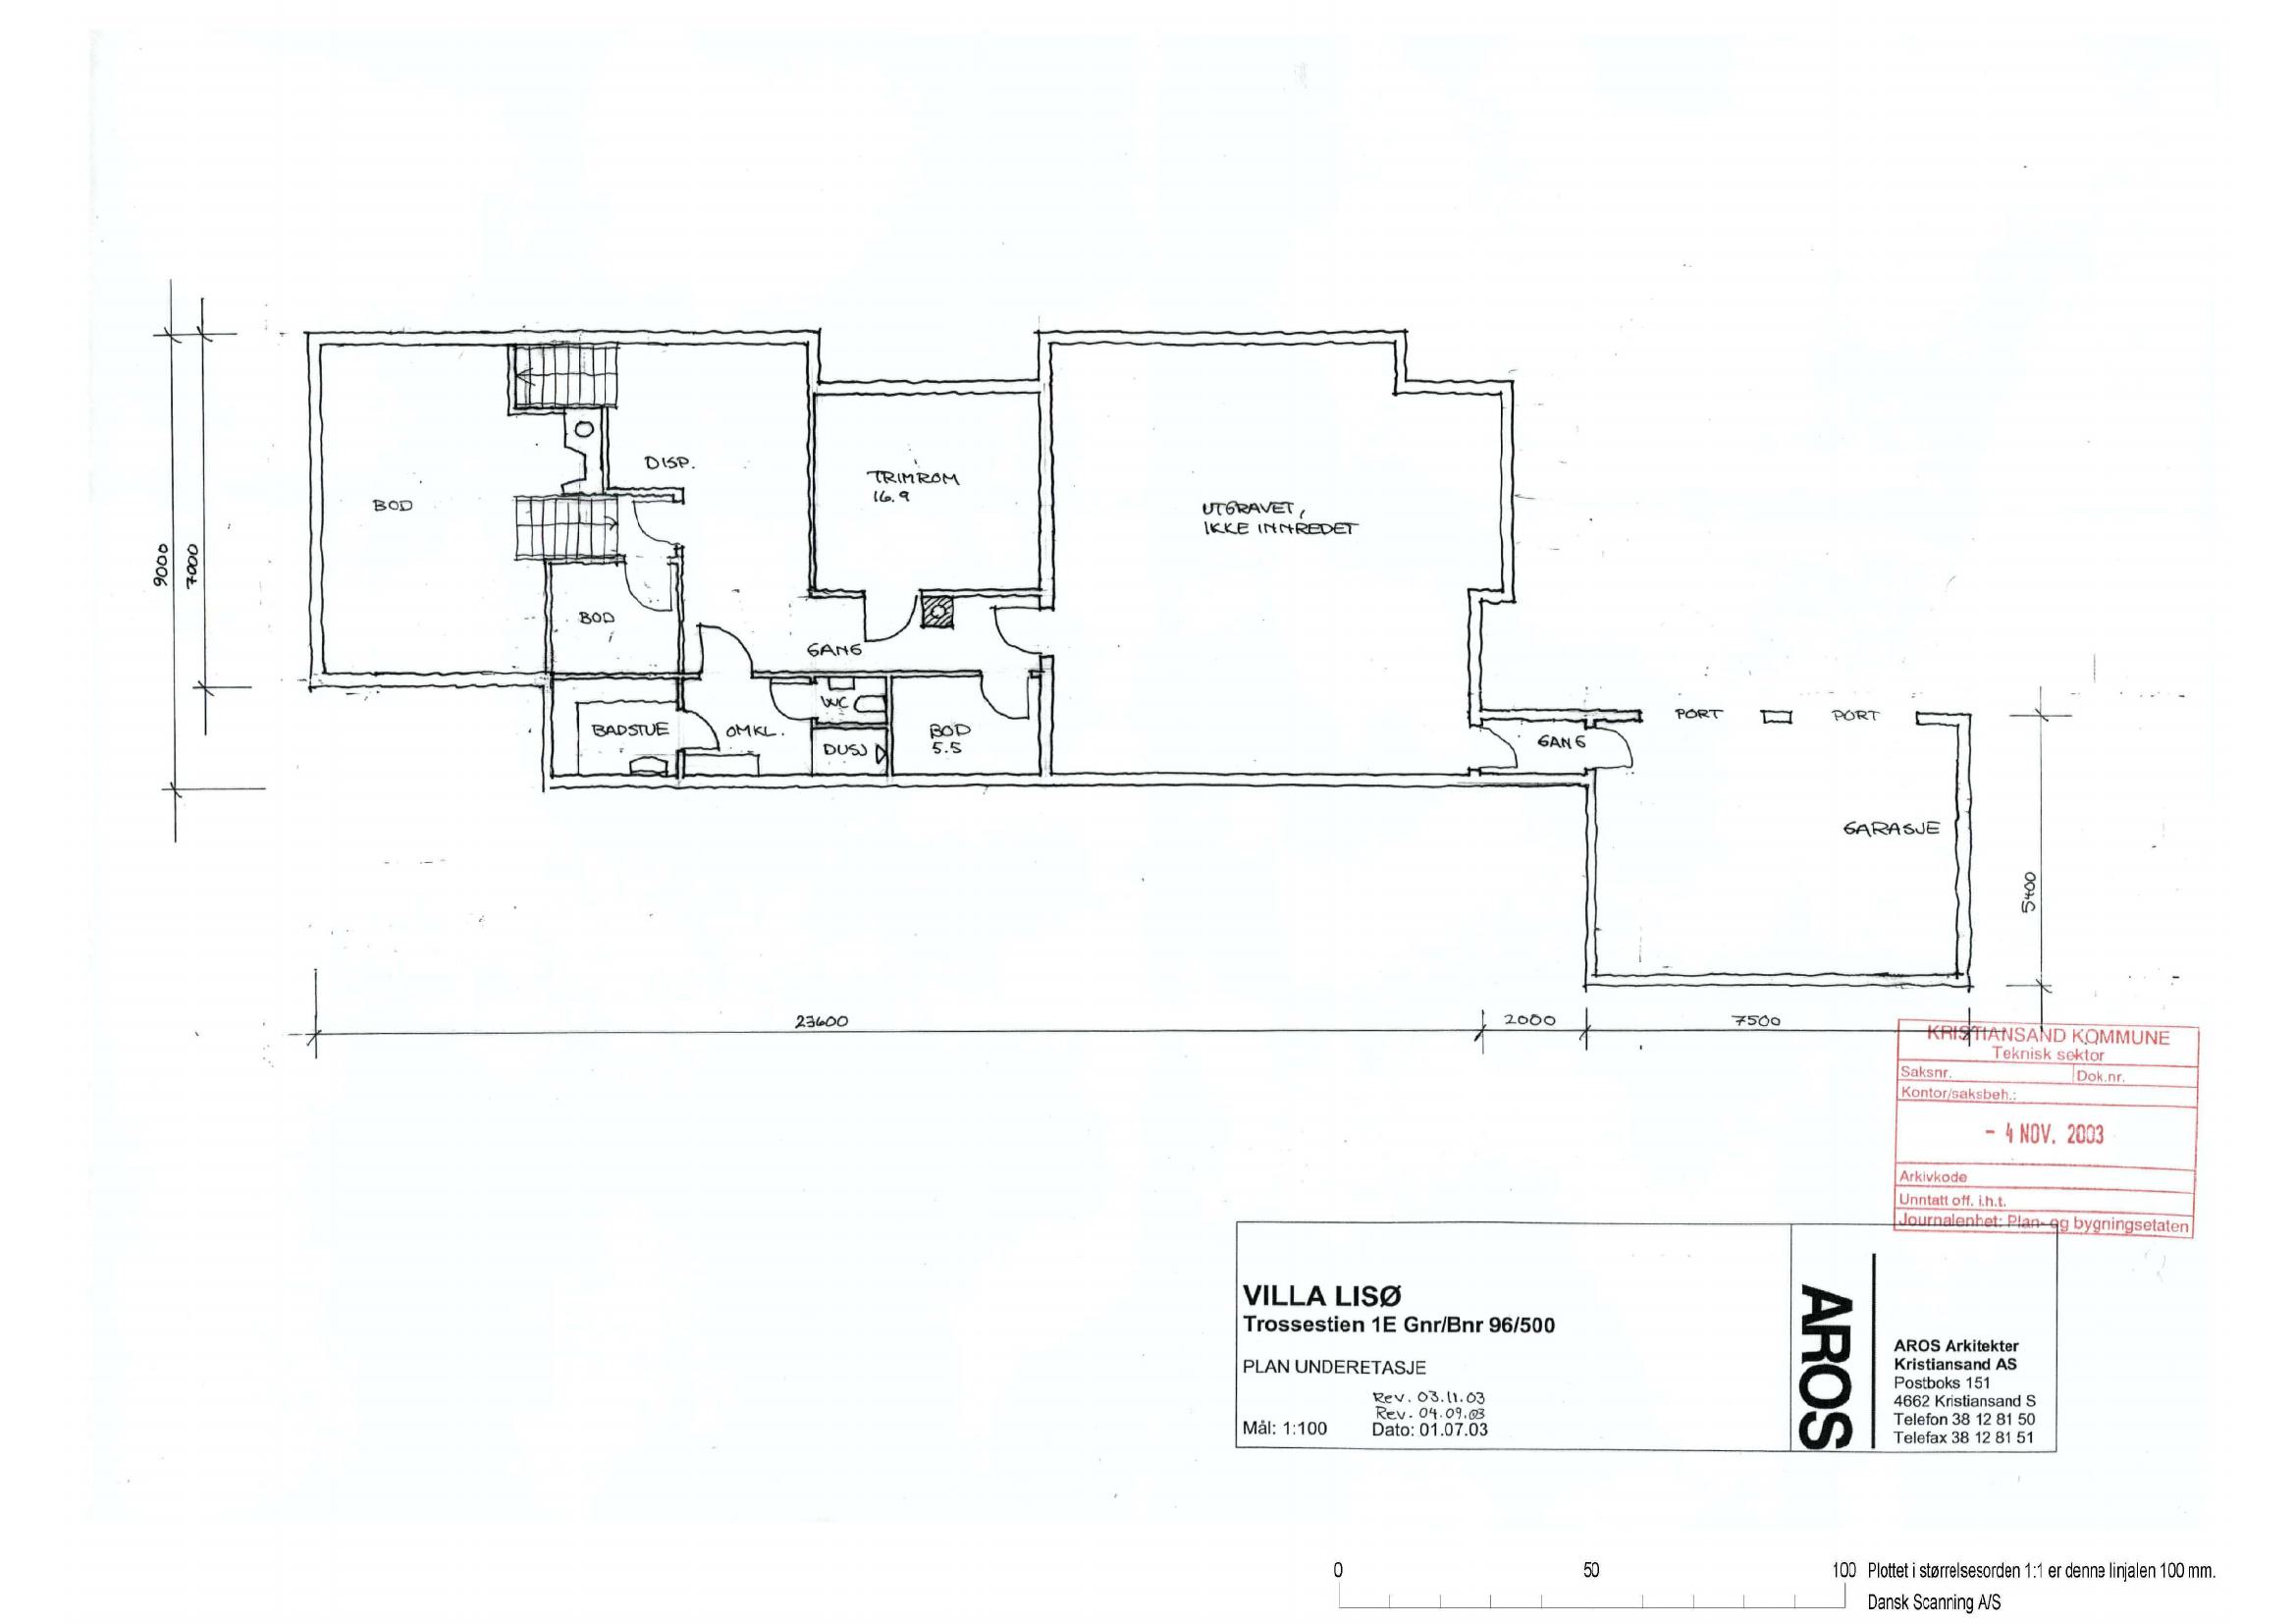 DISP.
TRIMROM
16.9
BOD
UTGRAVET,
IKKE INNREDET
9000
7000
BOD
GANG
WC
BADSTUE
OMKL.
DUSJ
BOD
5.5
PORT
PORT
GANG
GARASJE
5400
23600
2000
7500
KRISTIANSAND KOMMUNE
Teknisk sektor
Saksnr.
Dok.nr.
Kontor/saksbeh.:
- 4 NOV. 2003
Arkivkode
Unntatt off. i.h.t.
Journalenhet: Plan- og bygningsetaten
VILLA LISØ
Trossestien 1E Gnr/Bnr 96/500
PLAN UNDERETASJE
Rev. 03.11.03
Rev. 04.09.03
Mål: 1:100
Dato: 01.07.03
AROS
AROS Arkitekter
Kristiansand AS
Postboks 151
4662 Kristiansand S
Telefon 38 12 81 50
Telefax 38 12 81 51
0
50
100
Plottet i størrelsesorden 1:1 er denne linjalen 100 mm.
Dansk Scanning A/S